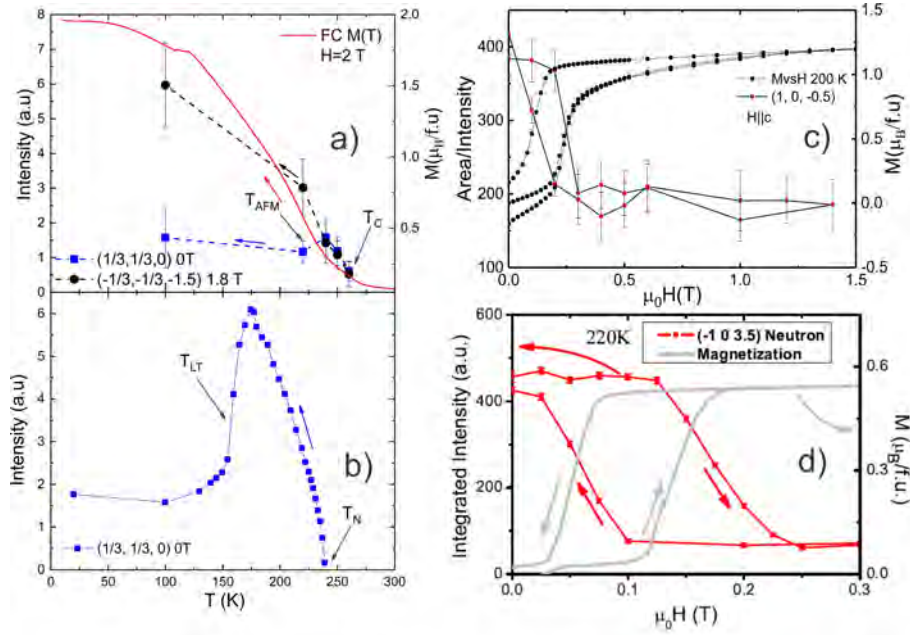 8
7
6
5
4
3
2
1
0
Intensity (a.u)
FC M(T)
H=2 T
a)
T_AFM
T_C
(1/3,1/3,0) 0T
(-1/3,-1/3,-1.5) 1.8 T
2.0
1.5
1.0
0.5
M(μ_B/f.u)
6
5
4
3
2
1
0
Intensity (a.u)
T_LT
b)
T_N
(1/3, 1/3, 0) 0T
0 50 100 150 200 250 300
T (K)
400
300
200
100
Area/Intensity
MvsH 200 K
(1, 0, -0.5)
H||c
c)
1.5
1.0
0.5
0.0
-0.5
M(μ_B/f.u)
0.0 0.5 1.0 1.5
μ₀H(T)
600
500
400
300
200
100
0
Integrated Intensity (a.u.)
220K
(-1 0 3.5) Neutron
Magnetization
d)
0.6
0.3
0.0
M (μ_B/f.u.)
0.0 0.1 0.2 0.3
μ₀H (T)